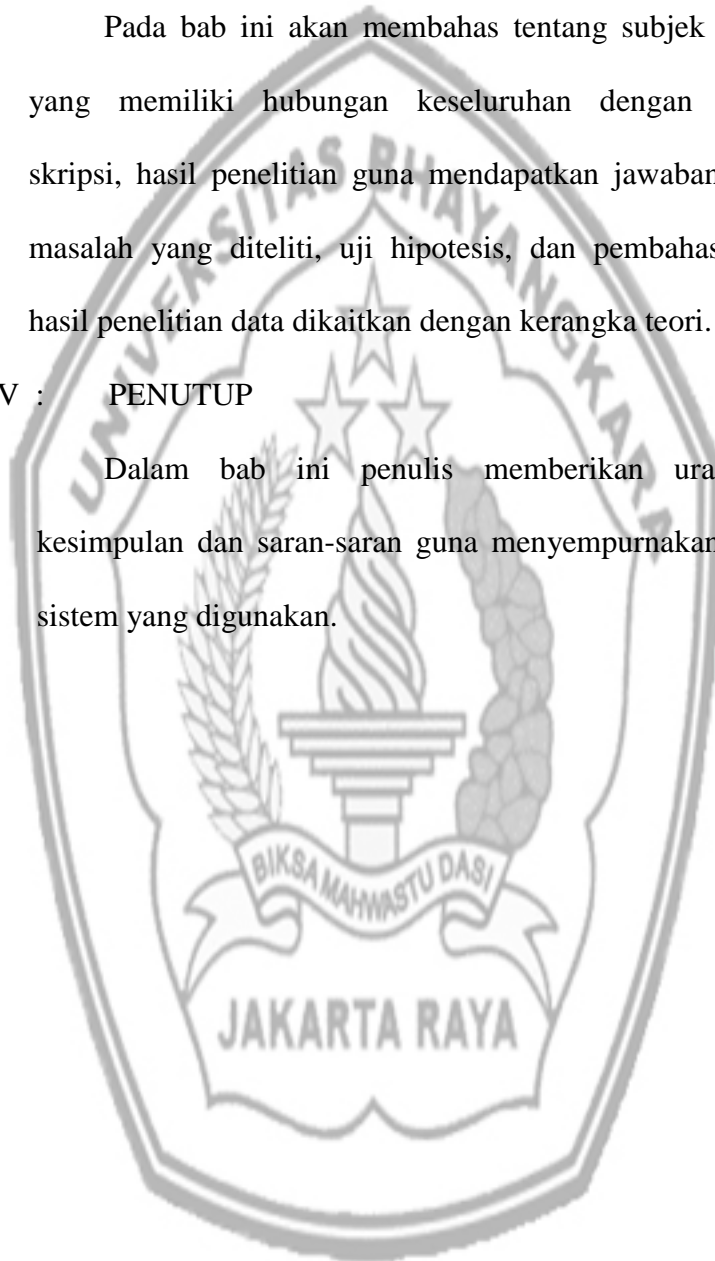 Pada bab ini akan membahas tentang subjek
yang memiliki hubungan keseluruhan dengan
skripsi, hasil penelitian guna mendapatkan jawaban
masalah yang diteliti, uji hipotesis, dan pembahas
hasil penelitian data dikaitkan dengan kerangka teori.
V : PENUTUP
Dalam bab ini penulis memberikan ura
kesimpulan dan saran-saran guna menyempurnakan
sistem yang digunakan.
UNIVERSITAS BHAYANGKARA
BIKSA MAHWASTU DASI
JAKARTA RAYA